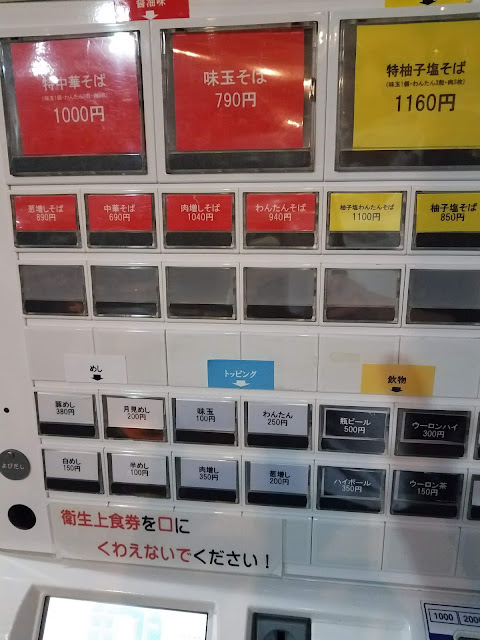 醤油味
特中華そば
1000円
味玉そば
790円
特柚子塩そば
1160円
葱増しそば
890円
中華そば
690円
肉増しそば
1040円
わんたんそば
940円
柚子塩わんたんそば
1100円
柚子塩そば
850円
めし
トッピング
飲物
豚めし
380円
月見めし
200円
味玉
100円
わんたん
250円
瓶ビール
500円
ウーロンハイ
300円
白めし
150円
半めし
100円
肉増し
350円
葱増し
200円
ハイボール
350円
ウーロン茶
150円
よびだし
衛生上食券を口に
くわえないでください!
1000